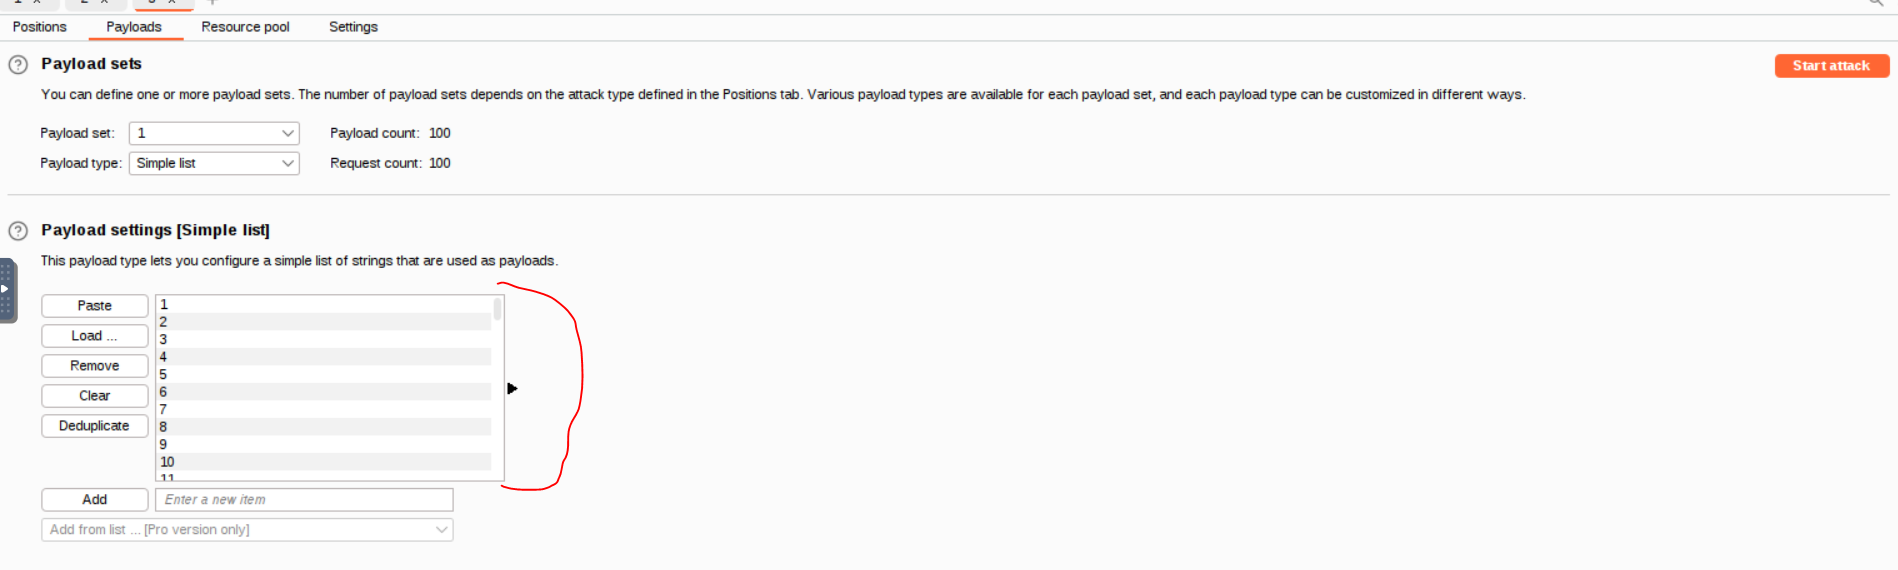 Positions Payloads Resource pool Settings
Payload sets
Start attack
You can define one or more payload sets. The number of payload sets depends on the attack type defined in the Positions tab. Various payload types are available for each payload set, and each payload type can be customized in different ways.
Payload set: 1 Payload count: 100
Payload type: Simple list Request count: 100
Payload settings [Simple list]
This payload type lets you configure a simple list of strings that are used as payloads.
Paste
Load ...
Remove
Clear
Deduplicate
1
2
3
4
5
6
7
8
9
10
11
Add Enter a new item
Add from list ... [Pro version only]